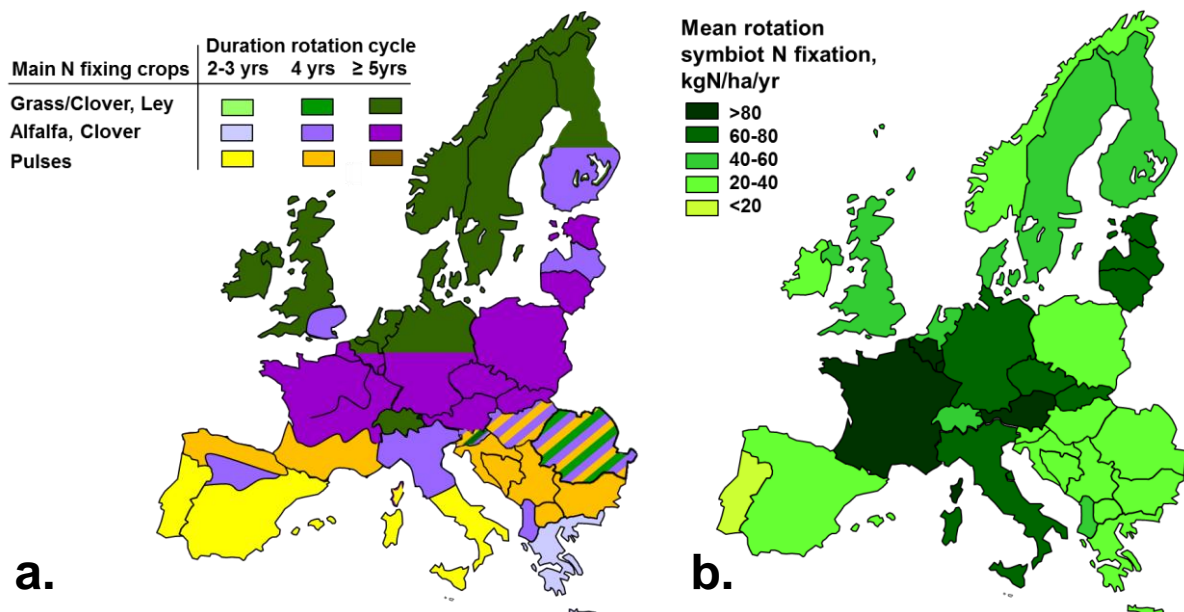 Duration rotation cycle
Main N fixing crops 2-3 yrs 4 yrs ≥ 5yrs
Grass/Clover, Ley
Alfalfa, Clover
Pulses
a.
Mean rotation
symbiot N fixation,
kgN/ha/yr
>80
60-80
40-60
20-40
<20
b.